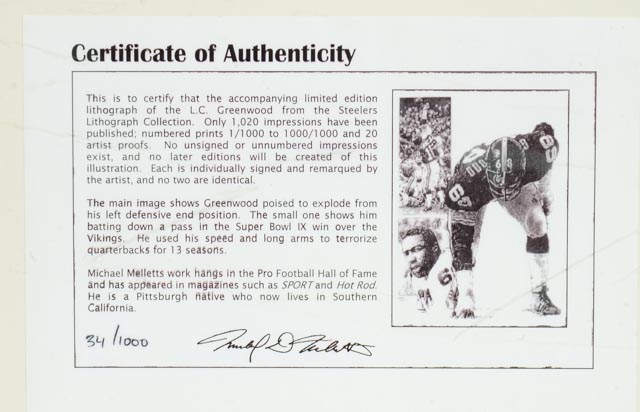 Certificate of Authenticity
This is to certify that the accompanying limited edition
lithograph of the L.C. Greenwood from the Steelers
Lithograph Collection. Only 1,020 impressions have been
published; numbered prints 1/1000 to 1000/1000 and 20
artist proofs. No unsigned or unnumbered impressions
exist, and no later editions will be created of this
illustration. Each is individually signed and remarqued by
the artist, and no two are identical.
The main image shows Greenwood poised to explode from
his left defensive end position. The small one shows him
batting down a pass in the Super Bowl IX win over the
Vikings. He used his speed and long arms to terrorize
quarterbacks for 13 seasons.
Michael Melletts work hangs in the Pro Football Hall of Fame
and has appeared in magazines such as SPORT and Hot Rod.
He is a Pittsburgh native who now lives in Southern
California.
34/1000